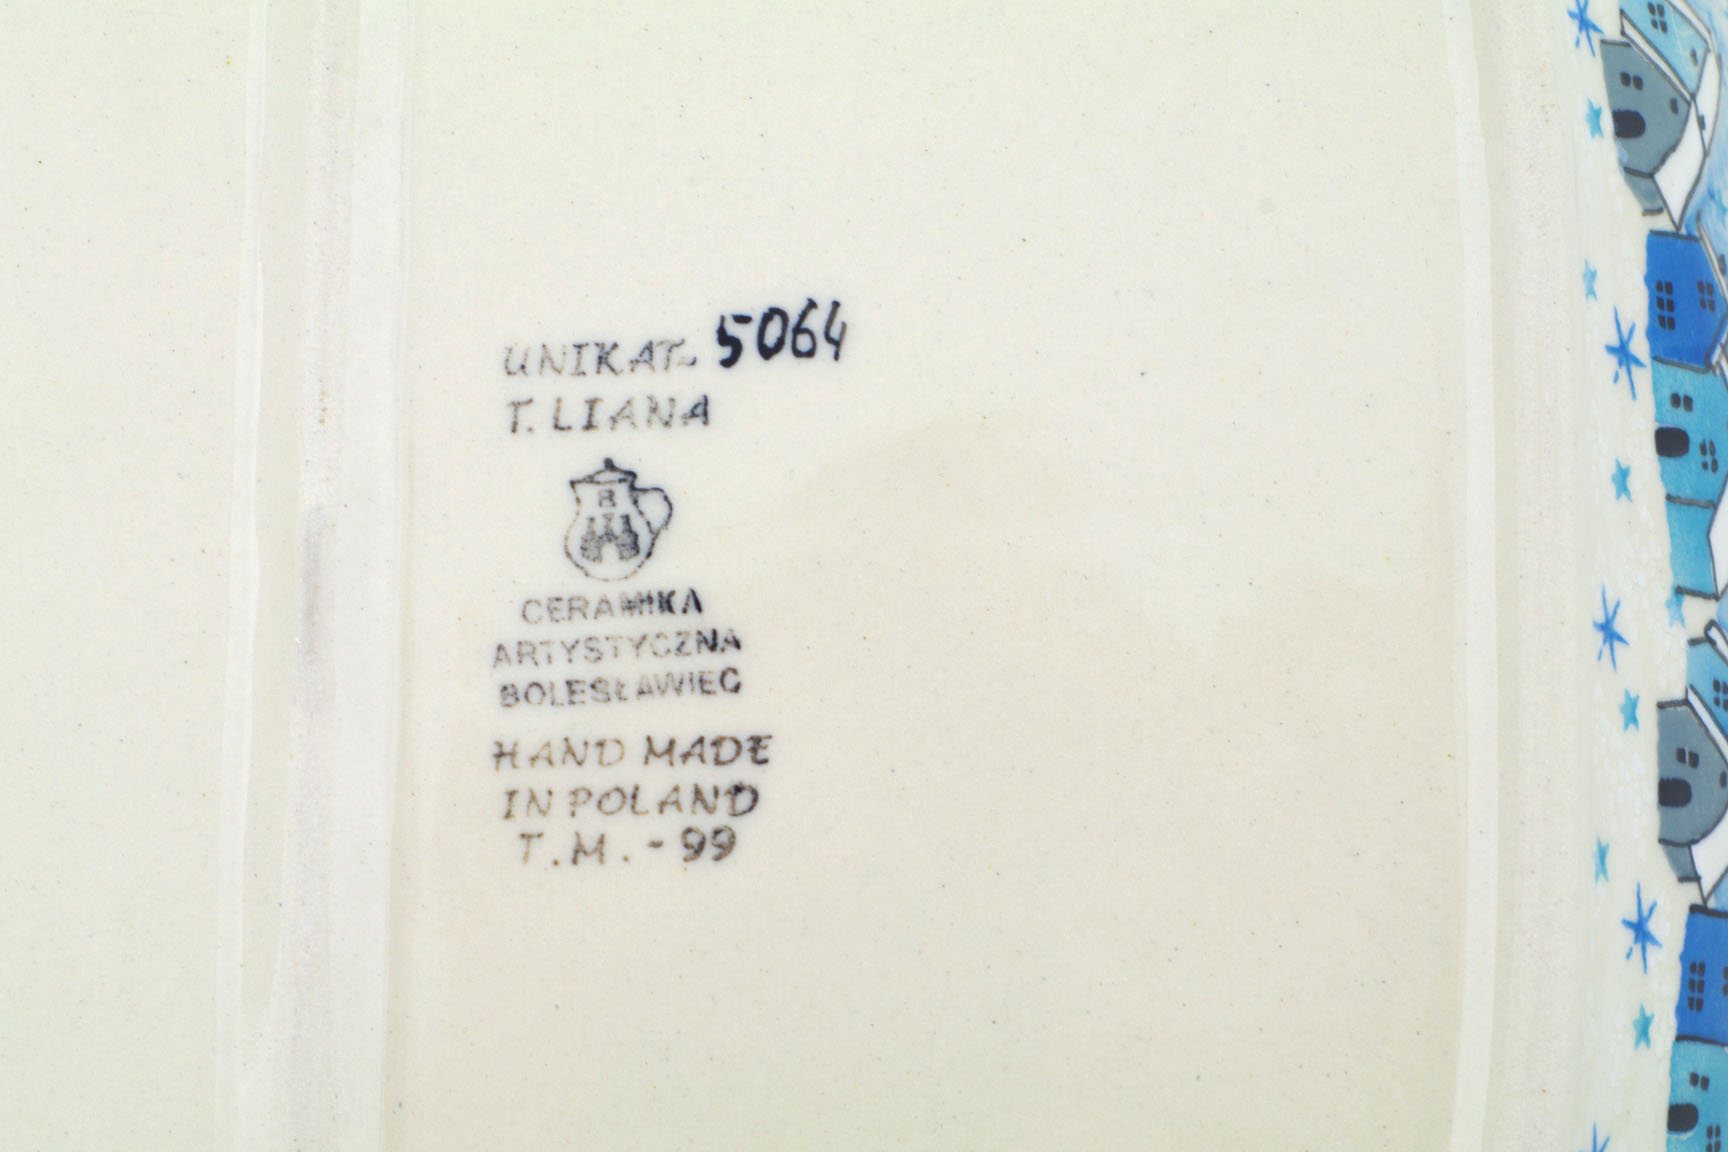 UNIKAT~ 5064
T. LIANA
B
CERAMIKA
ARTYSTYCZNA
BOLESŁAWIEC
HAND MADE
IN POLAND
T.M.-99